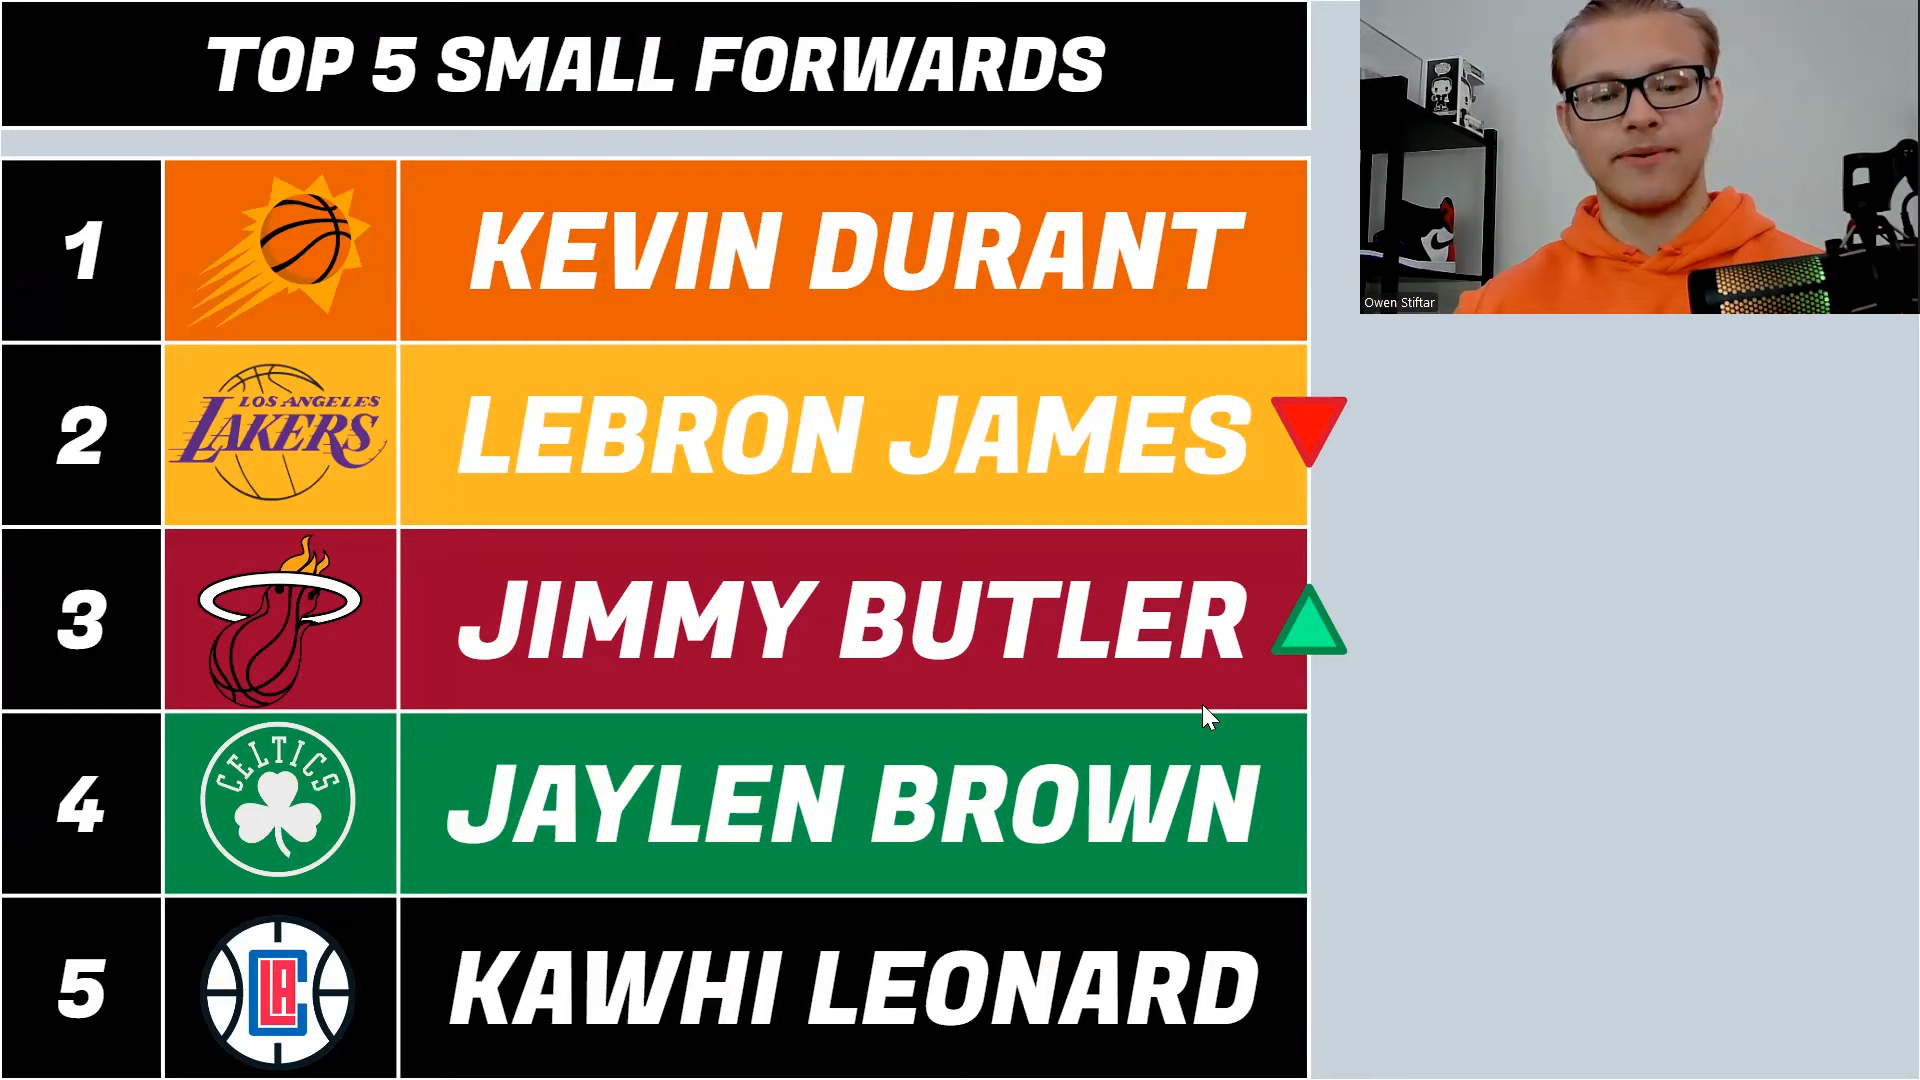 TOP 5 SMALL FORWARDS
1
KEVIN DURANT
2
LOS ANGELES
LAKERS
LEBRON JAMES
3
JIMMY BUTLER
4
CELTICS
JAYLEN BROWN
5
LA
C
KAWHI LEONARD
Owen Stiftar